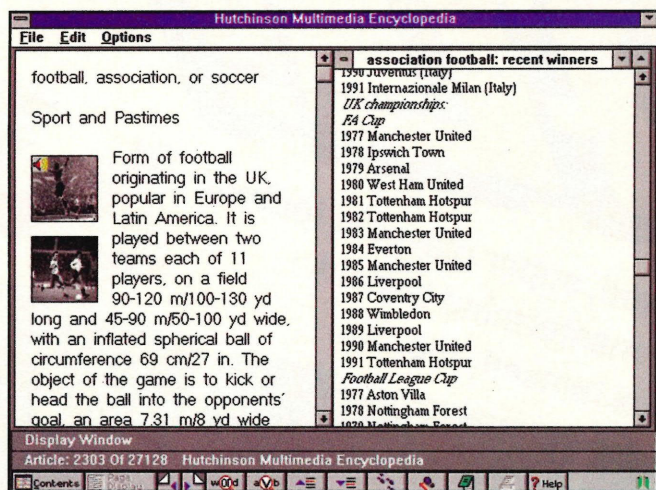 Hutchinson Multimedia Encyclopedia
File Edit Options
football, association, or soccer
Sport and Pastimes
Form of football
originating in the UK,
popular in Europe and
Latin America. It is
played between two
teams each of 11
players, on a field
90-120 m/100-130 yd
long and 45-90 m/50-100 yd wide,
with an inflated spherical ball of
circumference 69 cm/27 in. The
object of the game is to kick or
head the ball into the opponents'
goal, an area 7.31 m/8 yd wide
association football: recent winners
1990 Juventus (Italy)
1991 Internazionale Milan (Italy)
UK championships:
FA Cup
1977 Manchester United
1978 Ipswich Town
1979 Arsenal
1980 West Ham United
1981 Tottenham Hotspur
1982 Tottenham Hotspur
1983 Manchester United
1984 Everton
1985 Manchester United
1986 Liverpool
1987 Coventry City
1988 Wimbledon
1989 Liverpool
1990 Manchester United
1991 Tottenham Hotspur
Football League Cup
1977 Aston Villa
1978 Nottingham Forest
1979 Nottingham Forest
Display Window
Article: 2303 Of 27128 Hutchinson Multimedia Encyclopedia
Contents Page Display word a b ? Help